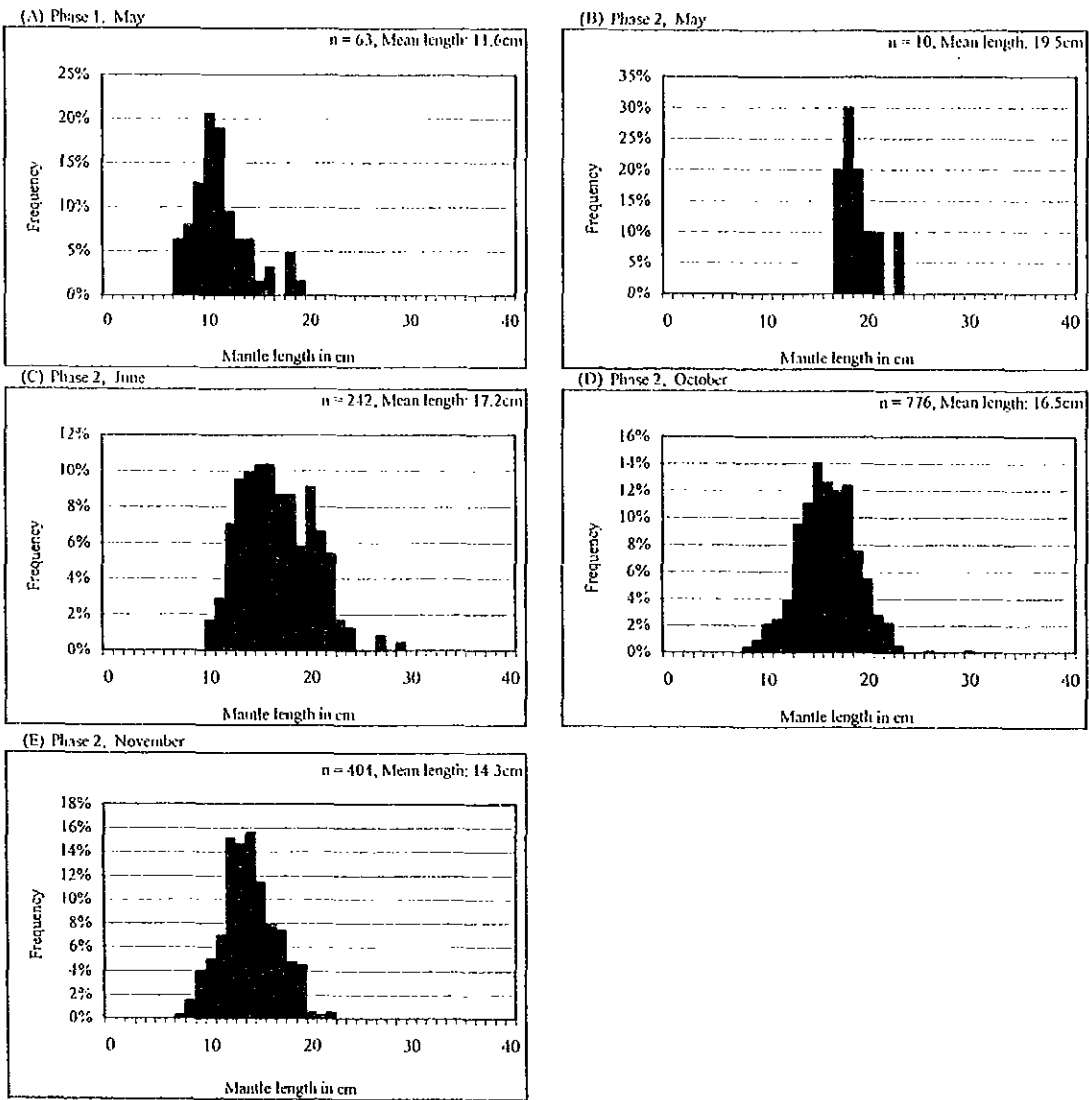 (A) Phase 1, May
n = 63, Mean length: 11.6cm
25%
20%
15%
10%
5%
0%
Frequency
0 10 20 30 40
Mantle length in cm
(B) Phase 2, May
n = 10, Mean length. 19 5cm
35%
30%
25%
20%
15%
10%
5%
0%
Frequency
0 10 20 30 40
Mantle length in cm
(C) Phase 2, June
n = 242, Mean length: 17.2cm
12%
10%
8%
6%
4%
2%
0%
Frequency
0 10 20 30 40
Mantle length in cm
(D) Phase 2, October
n = 776, Mean length: 16.5cm
16%
14%
12%
10%
8%
6%
4%
2%
0%
Frequency
0 10 20 30 40
Mantle length in cm
(E) Phase 2, November
n = 404, Mean length: 14.3cm
18%
16%
14%
12%
10%
8%
6%
4%
2%
0%
Frequency
0 10 20 30 40
Mantle length in cm